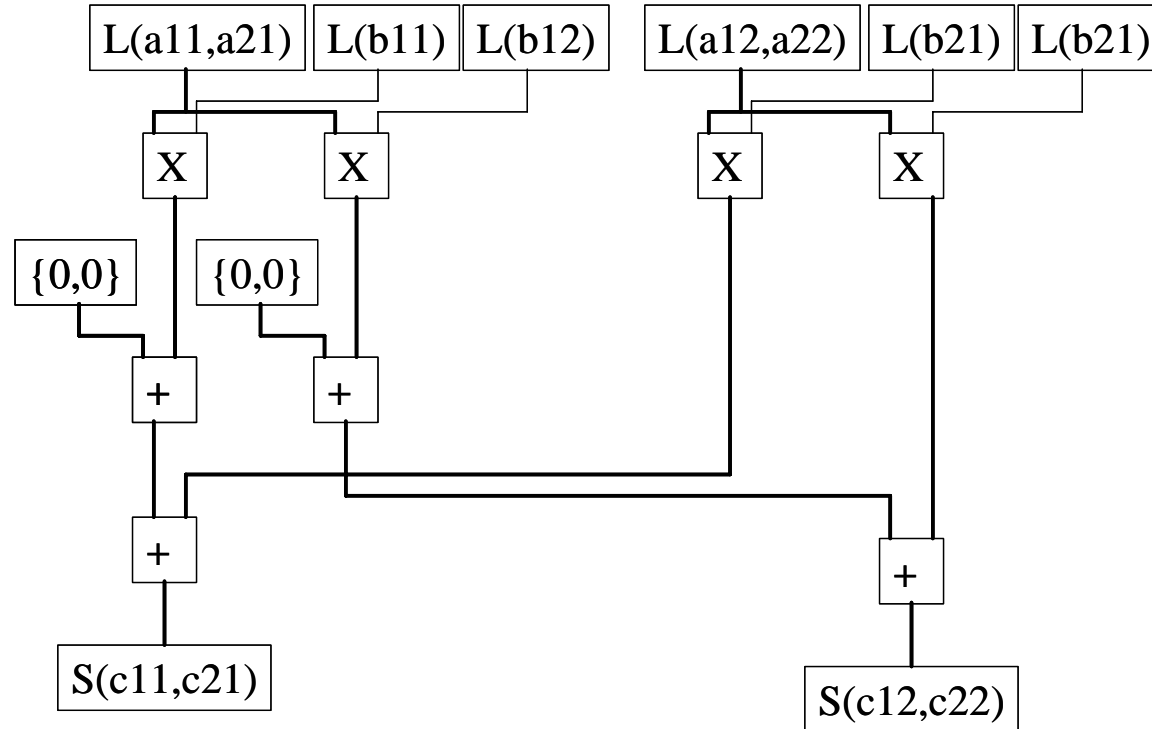 L(a11,a21) L(b11) L(b12) L(a12,a22) L(b21) L(b21)
X X X X
{0,0} {0,0}
+ +
+
+
S(c11,c21)
S(c12,c22)